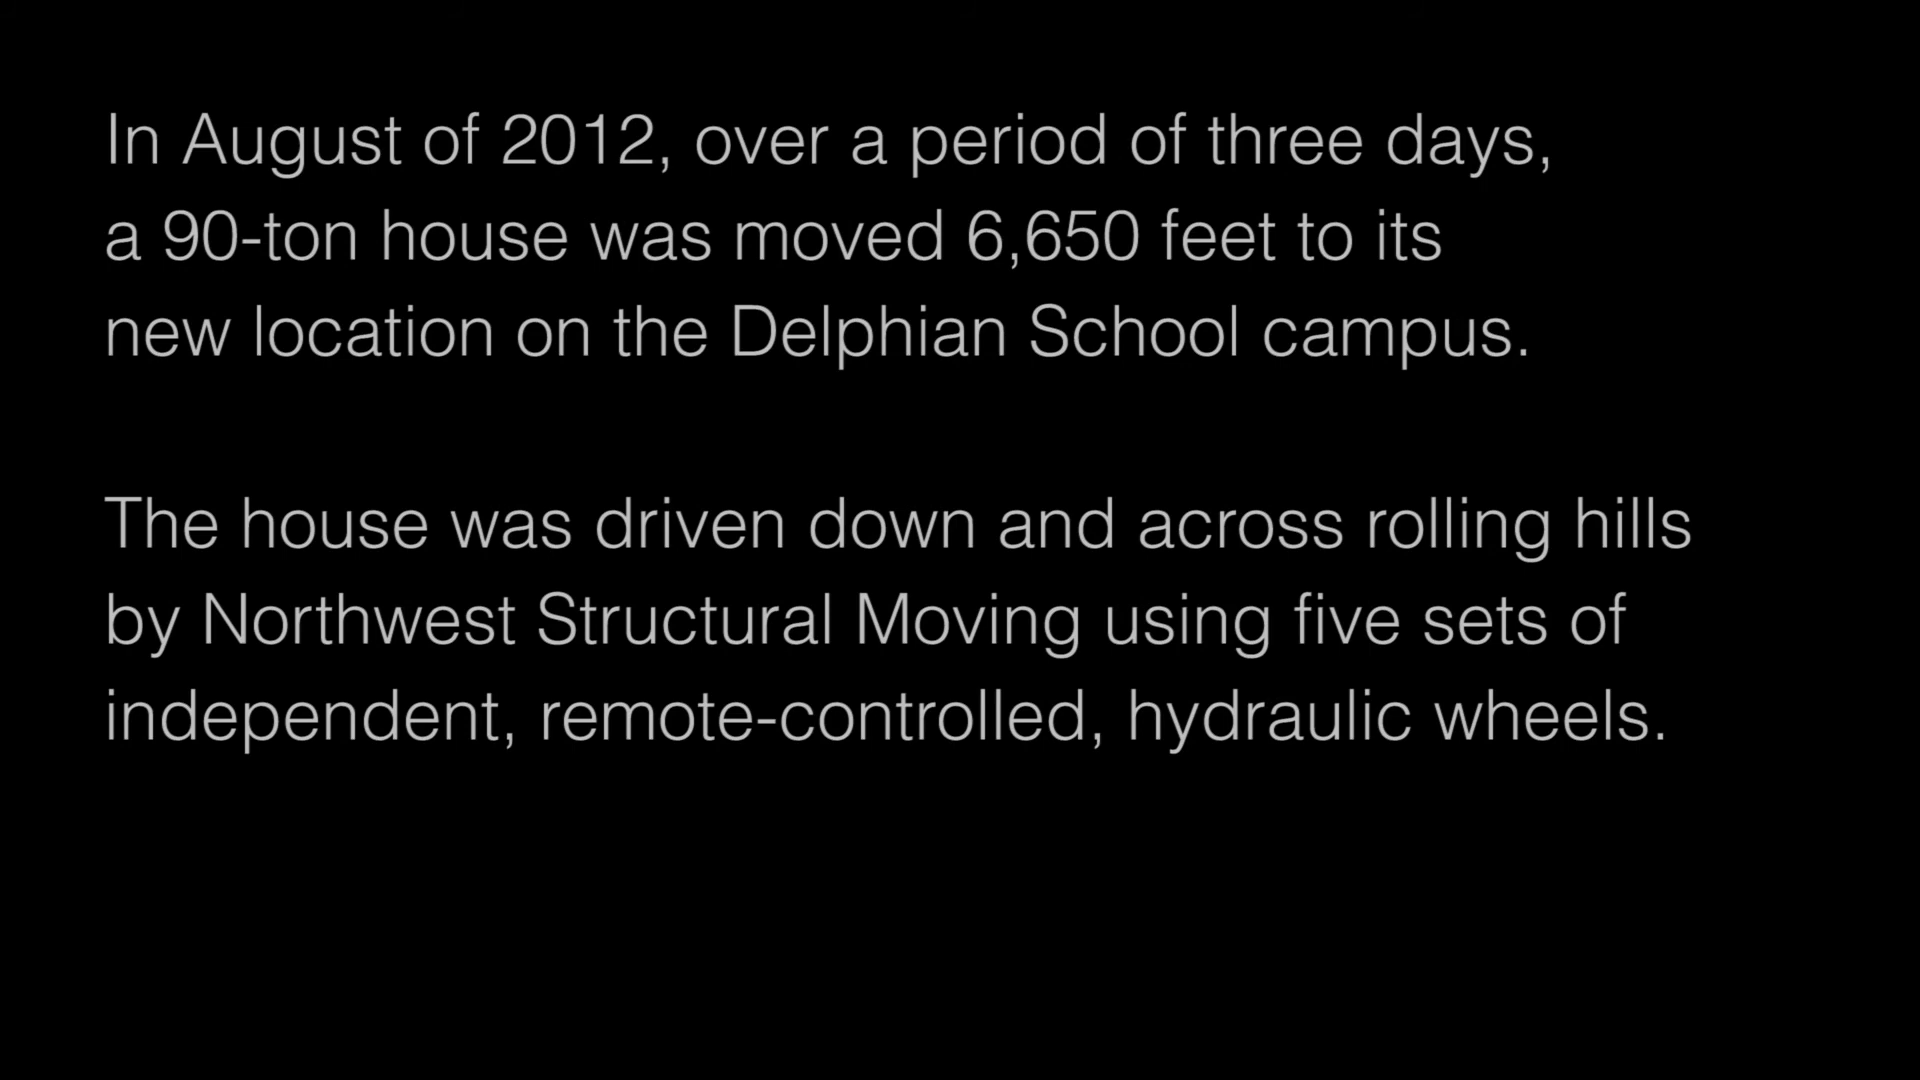 In August of 2012, over a period of three days,
a 90-ton house was moved 6,650 feet to its
new location on the Delphian School campus.
The house was driven down and across rolling hills
by Northwest Structural Moving using five sets of
independent, remote-controlled, hydraulic wheels.